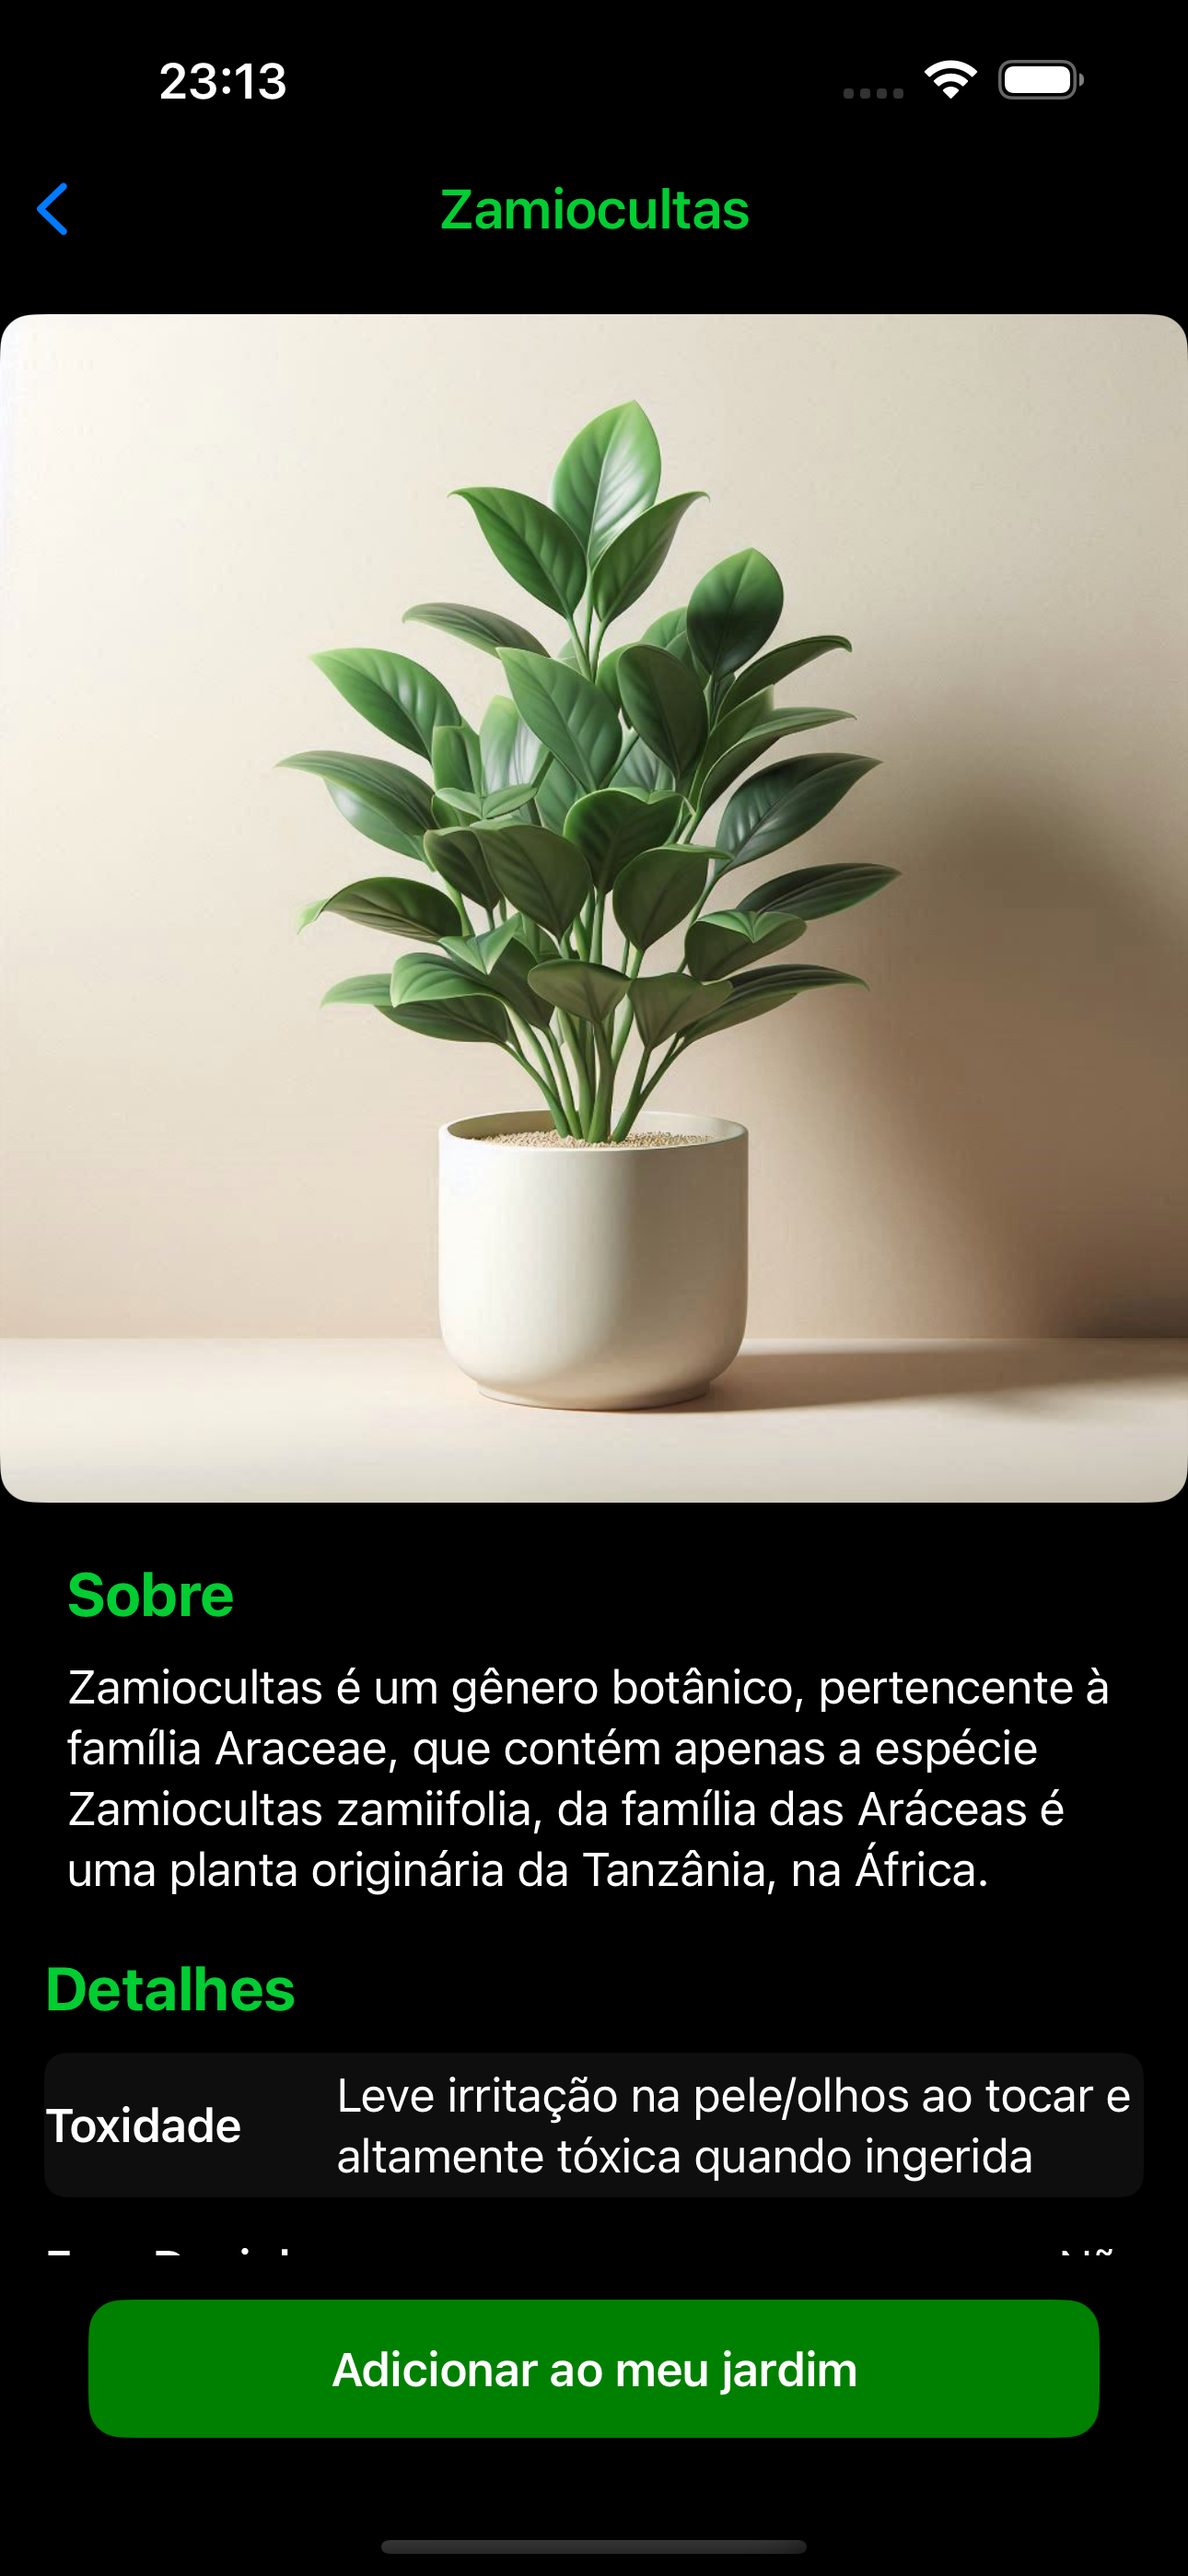 23:13
Zamiocultas
Sobre
Zamiocultas é um gênero botânico, pertencente à
família Araceae, que contém apenas a espécie
Zamiocultas zamiifolia, da família das Aráceas é
uma planta originária da Tanzânia, na África.
Detalhes
Toxidade
Leve irritação na pele/olhos ao tocar e
altamente tóxica quando ingerida
Adicionar ao meu jardim